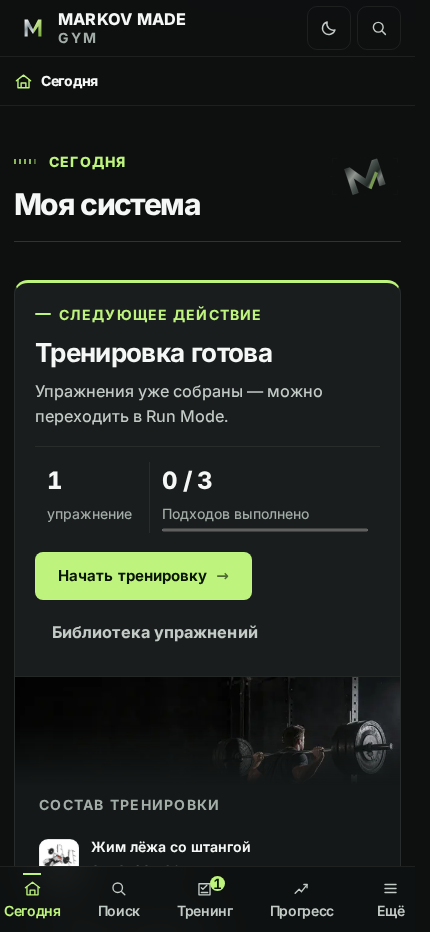 MARKOV MADE
GYM
Сегодня
СЕГОДНЯ
Моя система
СЛЕДУЮЩЕЕ ДЕЙСТВИЕ
Тренировка готова
Упражнения уже собраны — можно
переходить в Run Mode.
1
упражнение
0 / 3
Подходов выполнено
Начать тренировку →
Библиотека упражнений
СОСТАВ ТРЕНИРОВКИ
Жим лёжа со штангой
1
Сегодня
Поиск
Тренинг
Прогресс
Ещё